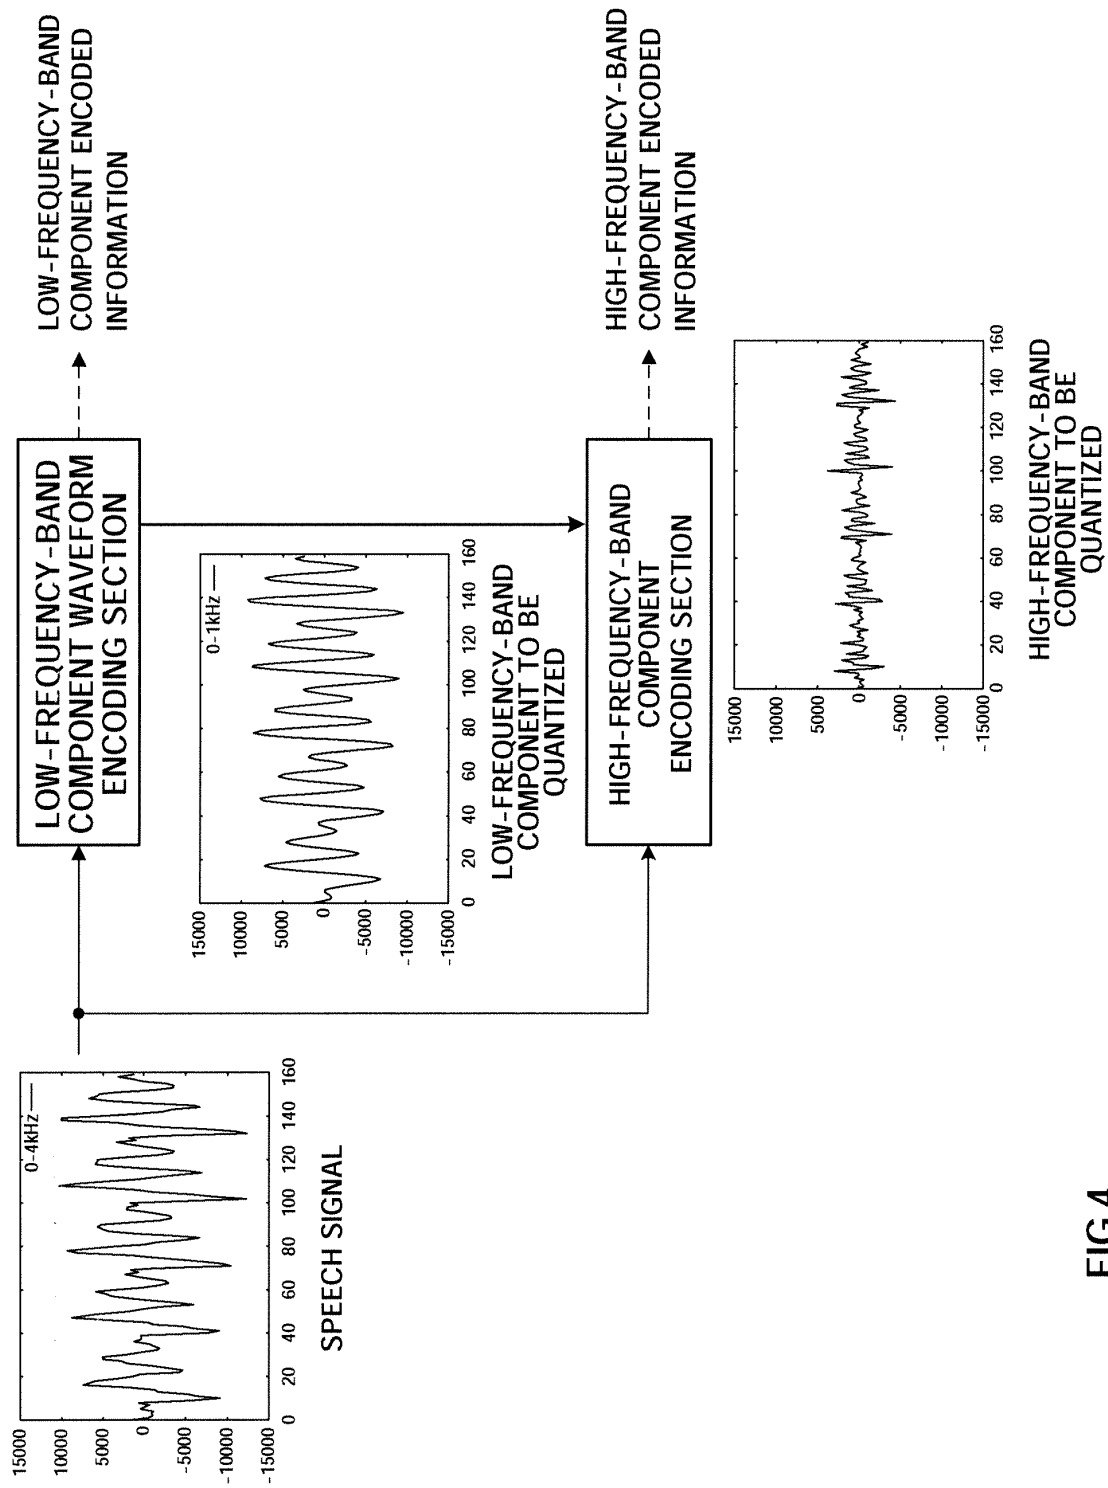 0-4kHz
15000
10000
5000
0
-5000
-10000
-15000
0 20 40 60 80 100 120 140 160
SPEECH SIGNAL
LOW-FREQUENCY-BAND
COMPONENT WAVEFORM
ENCODING SECTION
LOW-FREQUENCY-BAND
COMPONENT ENCODED
INFORMATION
0-1kHz
15000
10000
5000
0
-5000
-10000
-15000
0 20 40 60 80 100 120 140 160
LOW-FREQUENCY-BAND
COMPONENT TO BE
QUANTIZED
HIGH-FREQUENCY-BAND
COMPONENT
ENCODING SECTION
HIGH-FREQUENCY-BAND
COMPONENT ENCODED
INFORMATION
15000
10000
5000
0
-5000
-10000
-15000
0 20 40 60 80 100 120 140 160
HIGH-FREQUENCY-BAND
COMPONENT TO BE
QUANTIZED
FIG.4